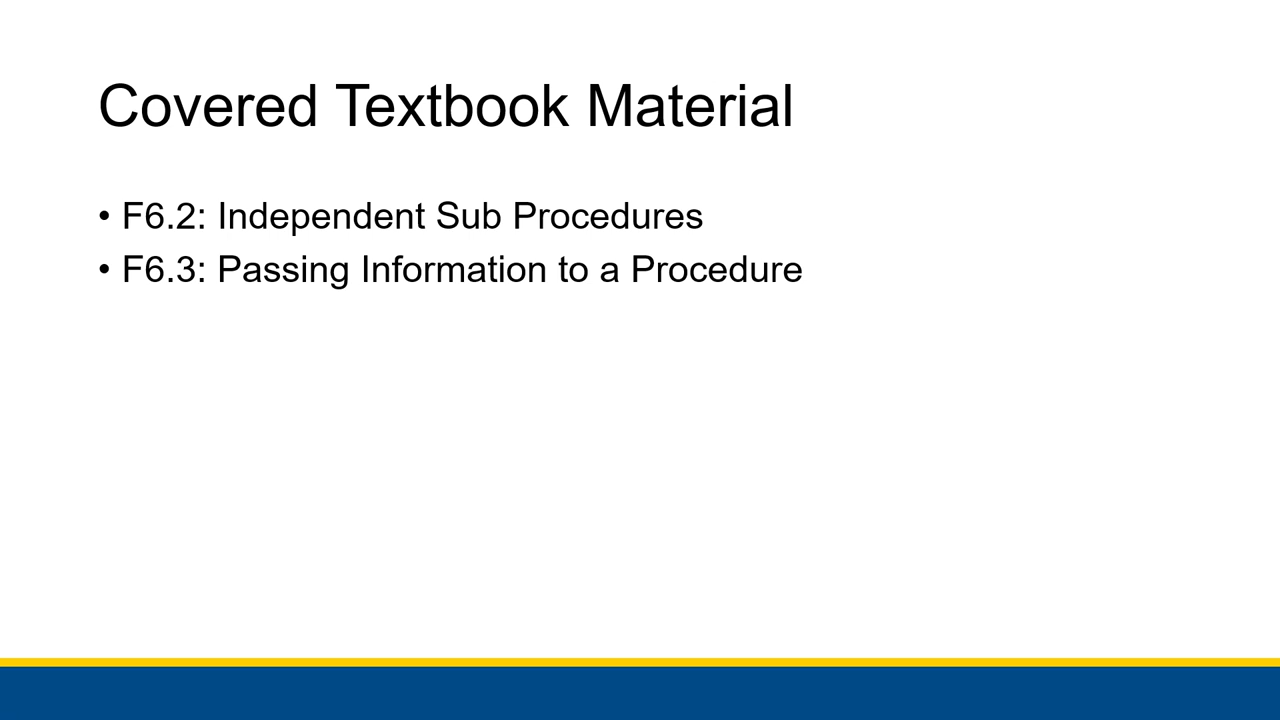 Covered Textbook Material
• F6.2: Independent Sub Procedures
• F6.3: Passing Information to a Procedure